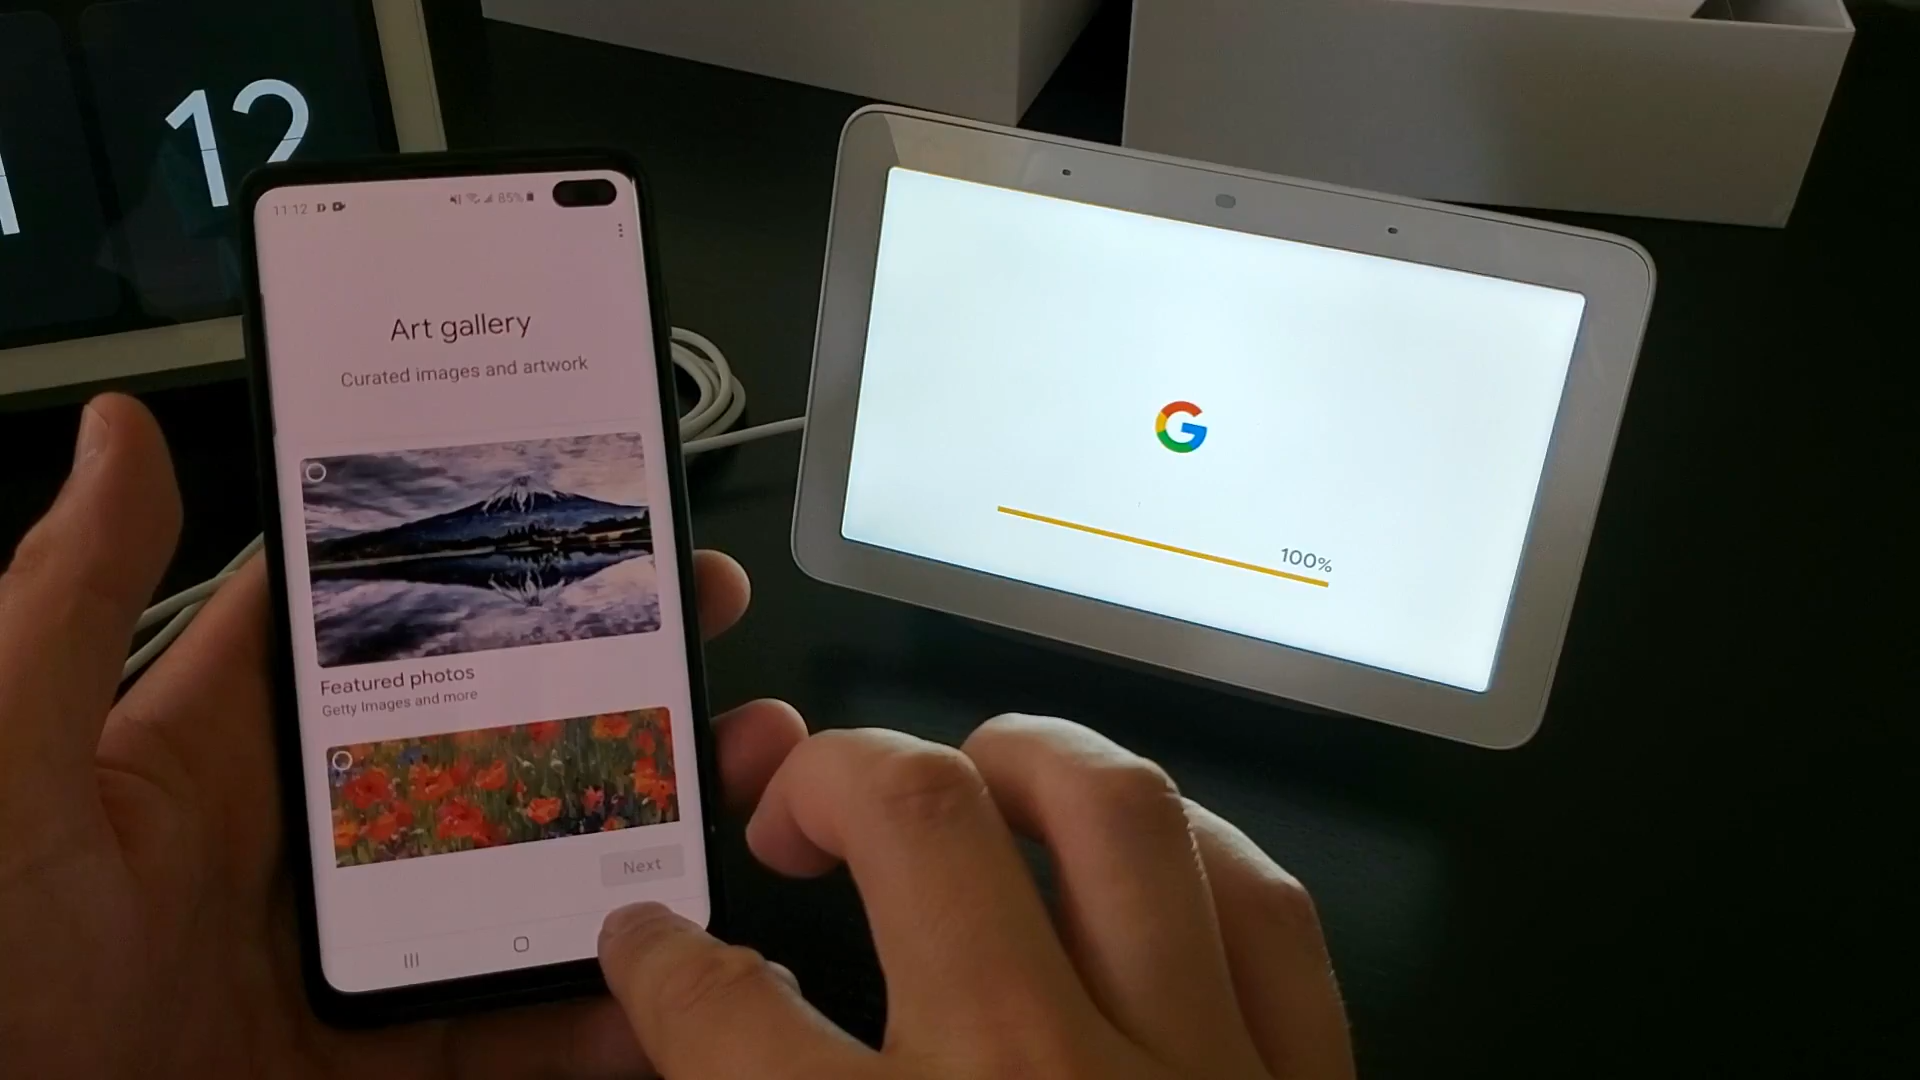 12
11:12
85%
Art gallery
Curated images and artwork
Featured photos
Getty Images and more
Next
G
100%